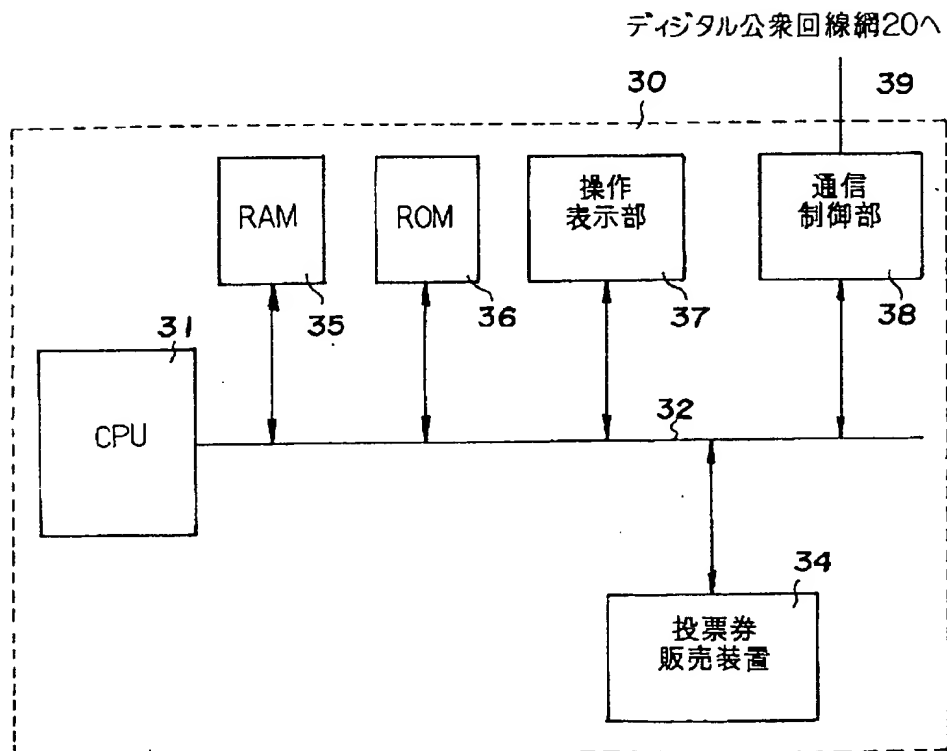 ディジタル公衆回線網20へ
30
39
RAM
ROM
操作
表示部
通信
制御部
35
36
37
38
31
CPU
32
34
投票券
販売装置